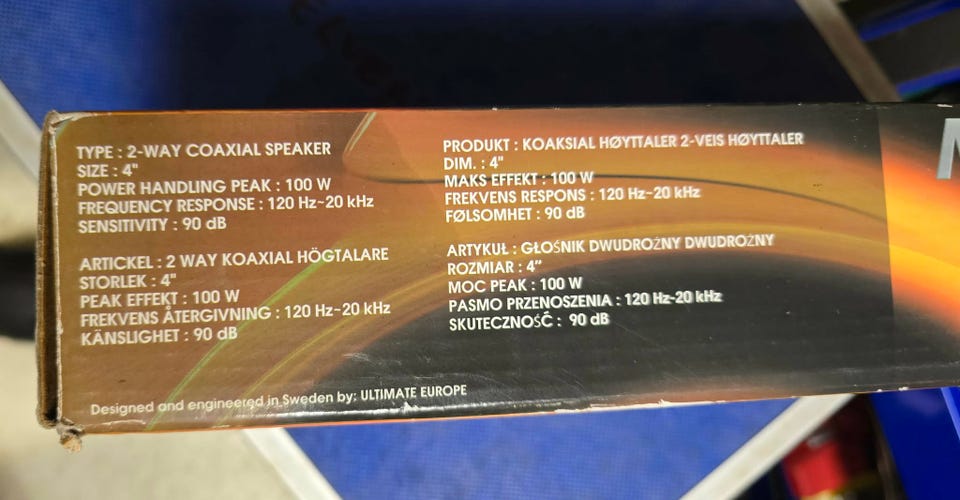 TYPE : 2-WAY COAXIAL SPEAKER
SIZE : 4"
POWER HANDLING PEAK : 100 W
FREQUENCY RESPONSE : 120 Hz~20 kHz
SENSITIVITY : 90 dB
ARTICKEL : 2 WAY KOAXIAL HÖGTALARE
STORLEK : 4"
PEAK EFFEKT : 100 W
FREKVENS ÅTERGIVNING : 120 Hz~20 kHz
KÄNSLIGHET : 90 dB
PRODUKT : KOAKSIAL HØYTTALER 2-VEIS HØYTTALER
DIM. : 4"
MAKS EFFEKT : 100 W
FREKVENS RESPONS : 120 Hz~20 kHz
FØLSOMHET : 90 dB
ARTYKUŁ : GŁOŚNIK DWUDROŻNY DWUDROŻNY
ROZMIAR : 4”
MOC PEAK : 100 W
PASMO PRZENOSZENIA : 120 Hz-20 kHz
SKUTECZNOŚĆ : 90 dB
Designed and engineered in Sweden by; ULTIMATE EUROPE